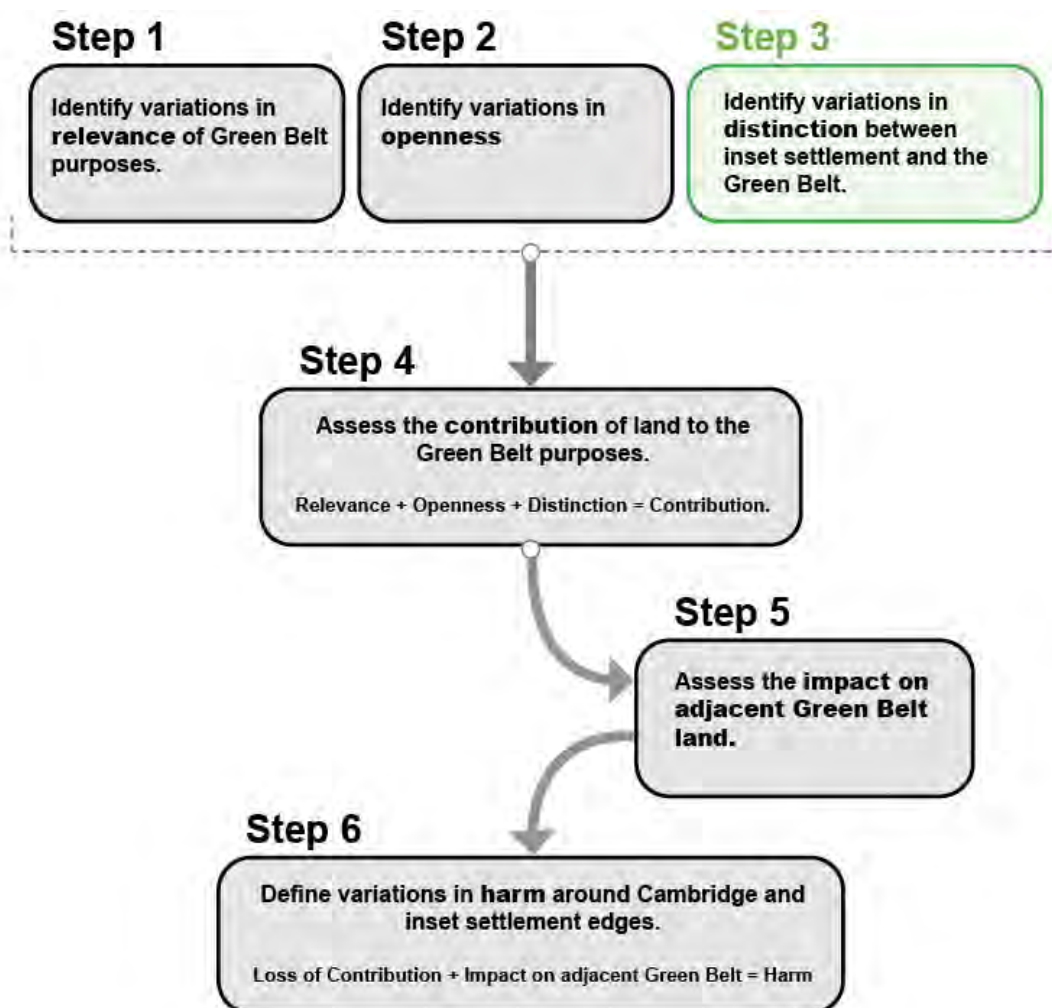 Step 1
Identify variations in
relevance of Green Belt
purposes.
Step 2
Identify variations in
openness
Step 3
Identify variations in
distinction between
inset settlement and the
Green Belt.
Step 4
Assess the contribution of land to the
Green Belt purposes.
Relevance + Openness + Distinction = Contribution.
Step 5
Assess the impact on
adjacent Green Belt
land.
Step 6
Define variations in harm around Cambridge and
inset settlement edges.
Loss of Contribution + Impact on adjacent Green Belt = Harm